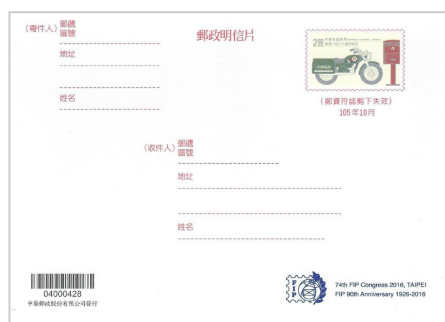 (寄件人) 郵遞
區號
地址
姓名
郵政明信片
(郵資符誌剪下失效)
105年10月
(收件人) 郵遞
區號
地址
姓名
04000428
中華郵政股份有限公司發行
FIP
74th FIP Congress 2016, TAIPEI
FIP 90th Anniversary 1926-2016